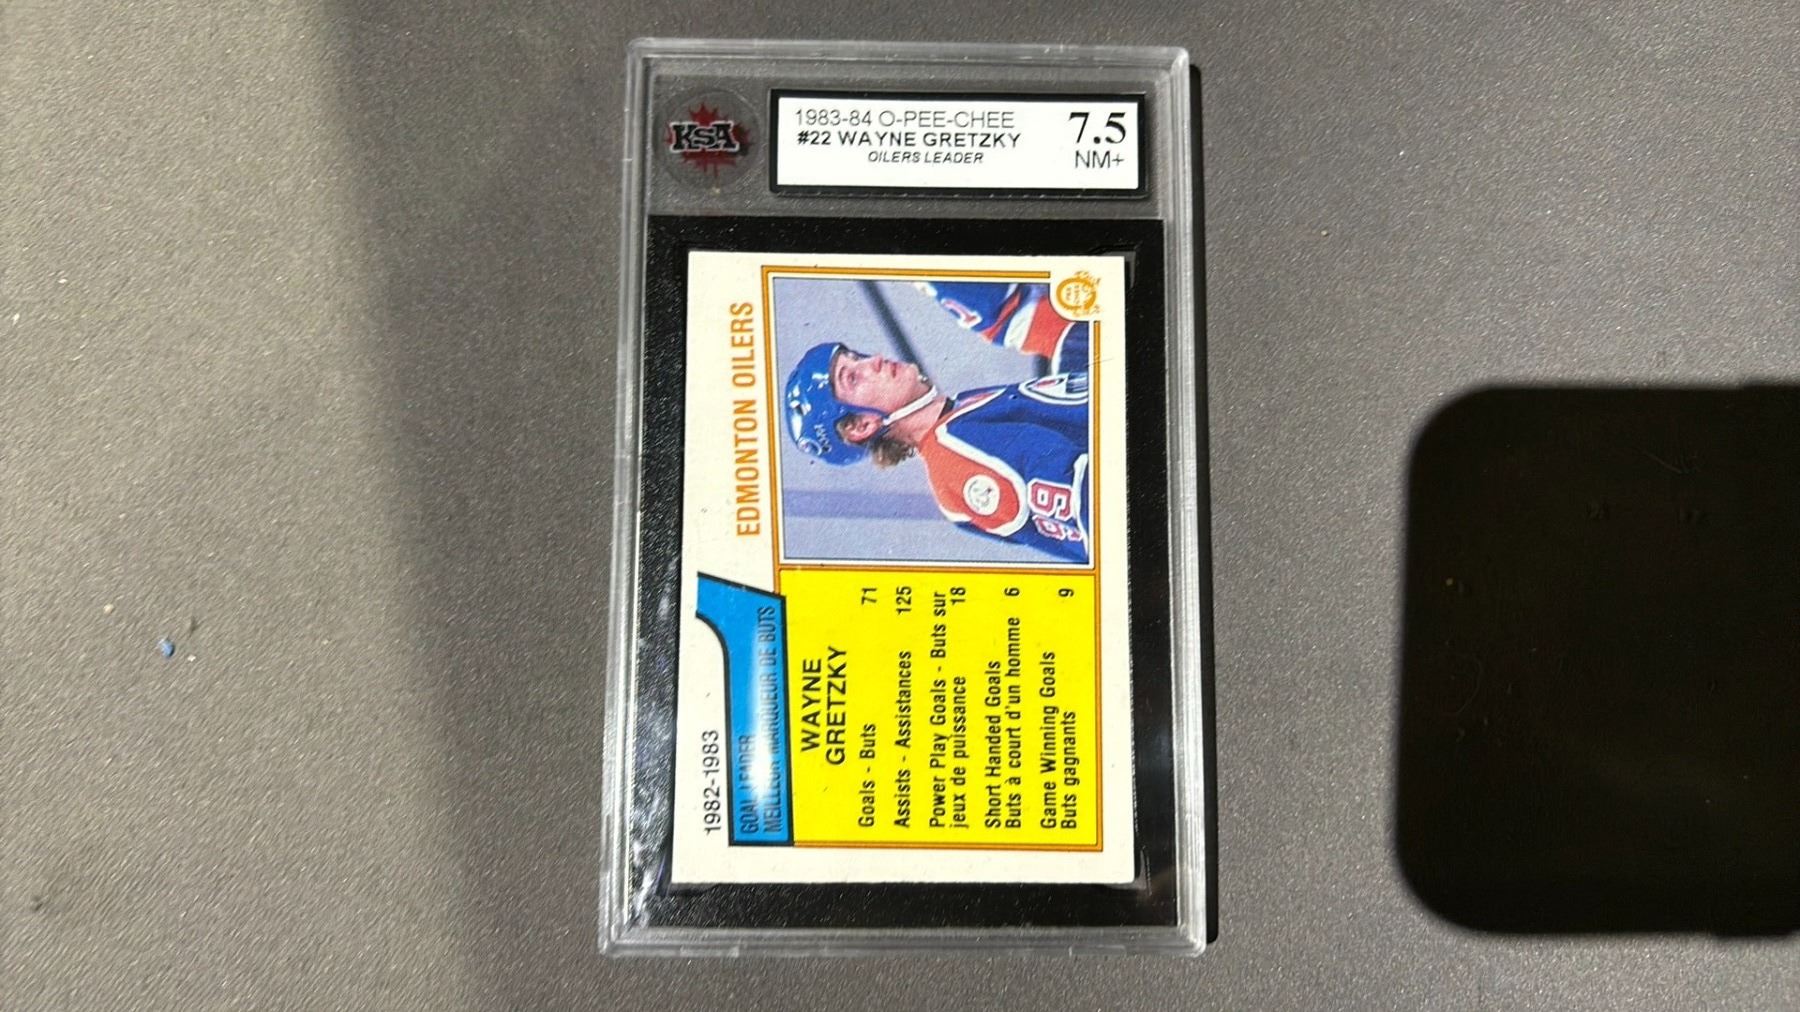 KSA
1983-84 O-PEE-CHEE
#22 WAYNE GRETZKY
OILERS LEADER
7.5
NM+
1982-1983
EDMONTON OILERS
GOAL LEADER
MEILLEUR MARQUEUR DE BUTS
WAYNE
GRETZKY
Goals - Buts 71
Assists - Assistances 125
Power Play Goals - Buts sur
jeux de puissance 18
Short Handed Goals
Buts à court d'un homme 6
Game Winning Goals
Buts gagnants 9
99